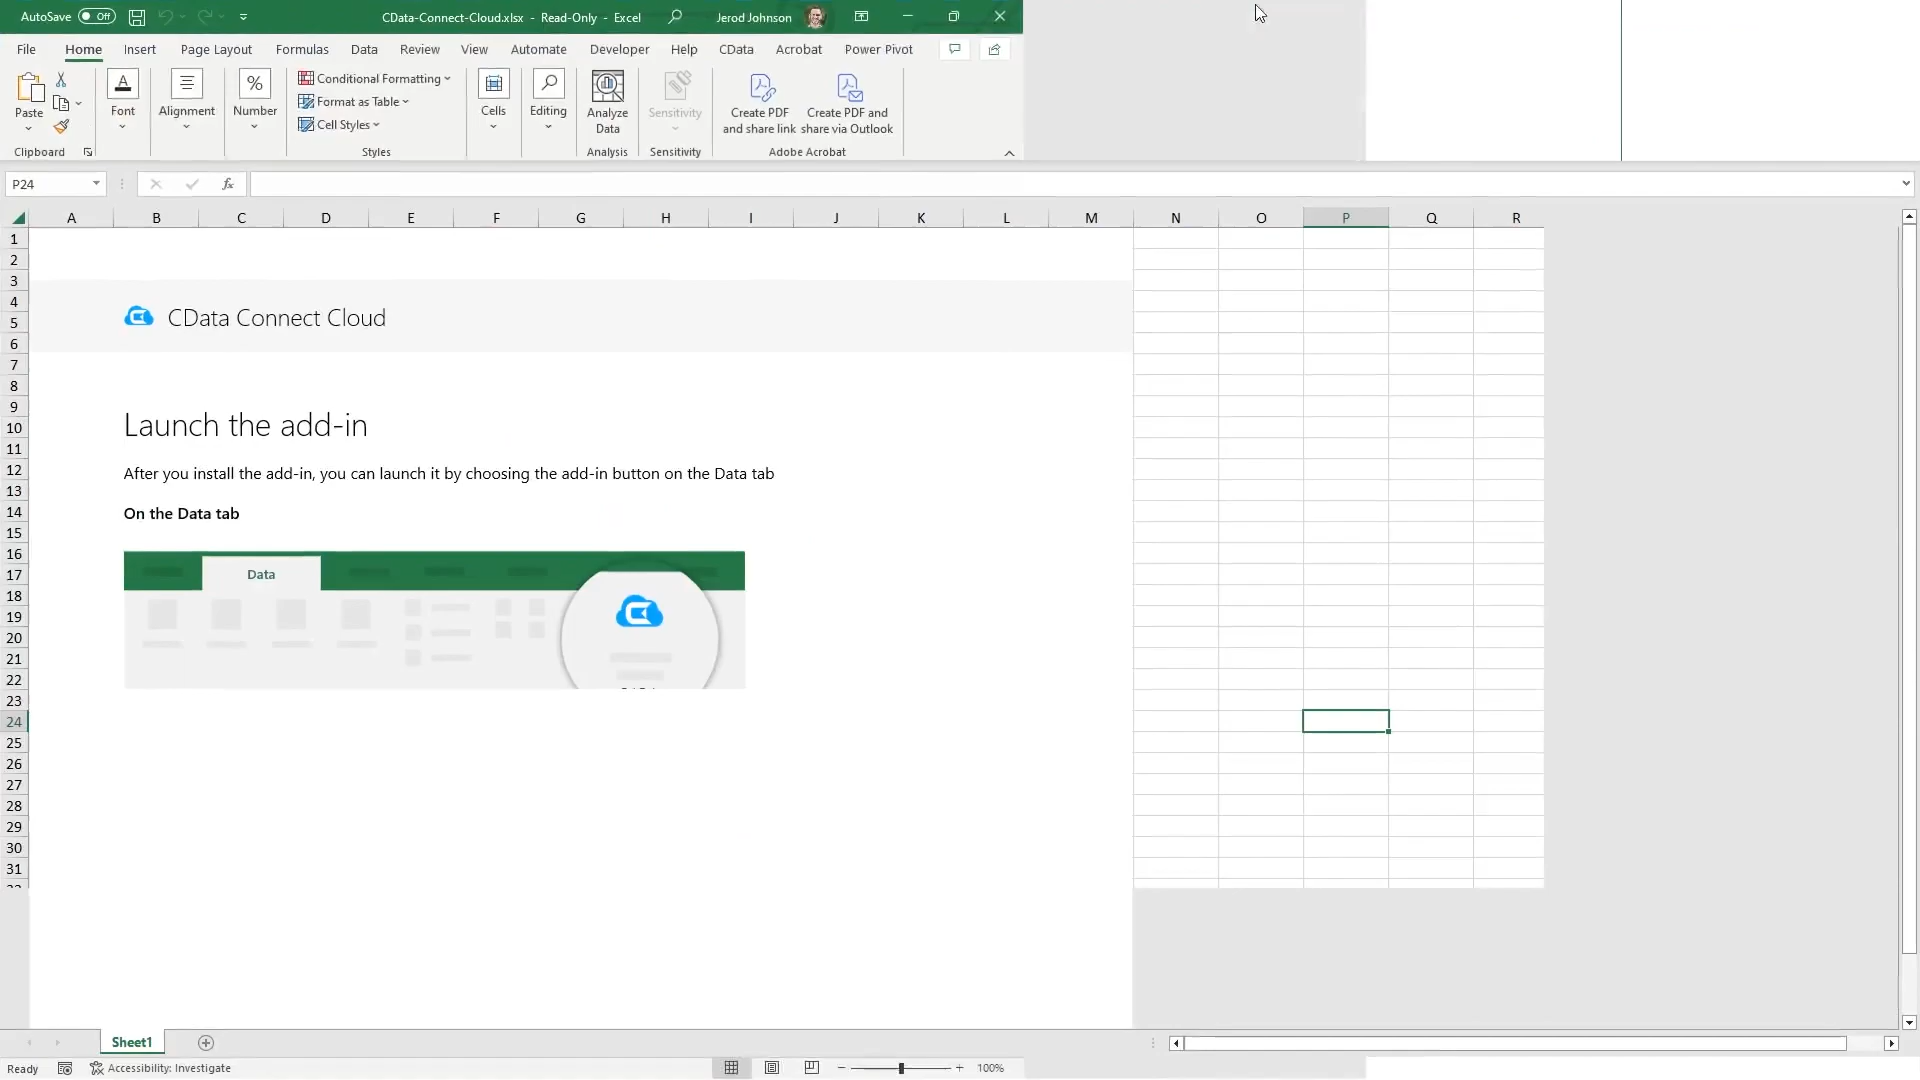 AutoSave Off CData-Connect-Cloud.xlsx - Read-Only - Excel Jerod Johnson
File Home Insert Page Layout Formulas Data Review View Automate Developer Help CData Acrobat Power Pivot
Paste
Font
Alignment
%
Number
Conditional Formatting
Format as Table
Cell Styles
Cells
Editing
Analyze Data
Sensitivity
Create PDF and share link
Create PDF and share via Outlook
Clipboard Styles Analysis Sensitivity Adobe Acrobat
P24 fx
A B C D E F G H I J K L M N O P Q R
1
2
3
4
5
6
7
8
9
10
11
12
13
14
15
16
17
18
19
20
21
22
23
24
25
26
27
28
29
30
31
CData Connect Cloud
Launch the add-in
After you install the add-in, you can launch it by choosing the add-in button on the Data tab
On the Data tab
Data
Sheet1
Ready Accessibility: Investigate 100%